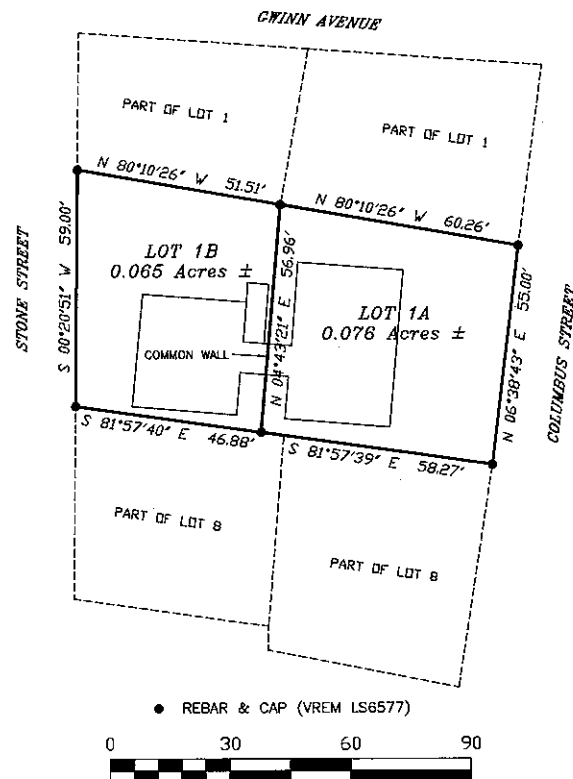 GWINN AVENUE
PART OF LOT 1
PART OF LOT 1
N 80°10'26" W 51.51'
N 80°10'26" W 60.26'
STONE STREET
S 00°20'51" W 59.00'
LOT 1B
0.065 Acres ±
N 04°43'21" E 56.96'
LOT 1A
0.076 Acres ±
N 06°38'43" E 55.00'
COLUMBUS STREET
COMMON WALL
S 81°57'40" E 46.88'
S 81°57'39" E 58.27'
PART OF LOT 8
PART OF LOT 8
REBAR & CAP (VREM LS6577)
0 30 60 90